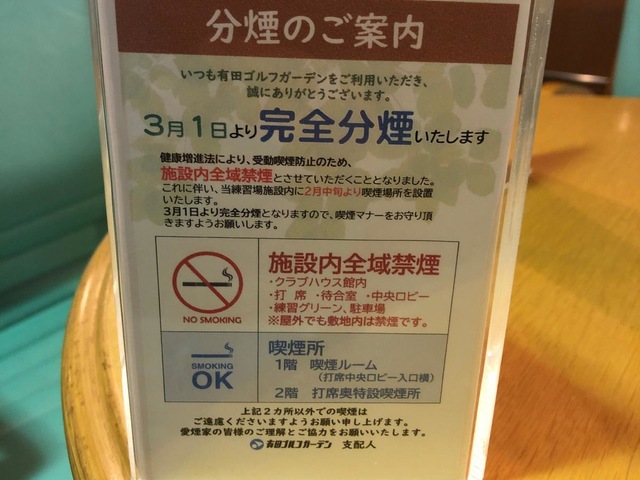 分煙のご案内
いつも有田ゴルフガーデンをご利用いただき、
誠にありがとうございます。
3月1日より完全分煙いたします
健康増進法により、受動喫煙防止のため、
施設内全域禁煙とさせていただくこととなりました。
これに伴い、当練習場施設内に2月中旬より喫煙場所を設置
いたします。
3月1日より完全分煙となりますので、喫煙マナーをお守り頂
きますようお願いします。
NO SMOKING
施設内全域禁煙
・クラブハウス館内
・打 席 ・待合室 ・中央ロビー
・練習グリーン、駐車場
※屋外でも敷地内は禁煙です。
SMOKING
OK
喫煙所
1階 喫煙ルーム
(打席中央ロビー入口横)
2階 打席奥特設喫煙所
上記2カ所以外での喫煙は
ご遠慮くださいますようお願い申し上げます。
愛煙家の皆様のご理解とご協力をお願いいたします。
有田ゴルフガーデン 支配人